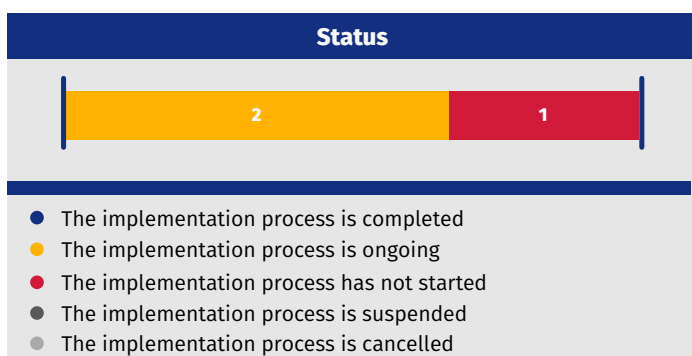 Status
2 1
The implementation process is completed
The implementation process is ongoing
The implementation process has not started
The implementation process is suspended
The implementation process is cancelled